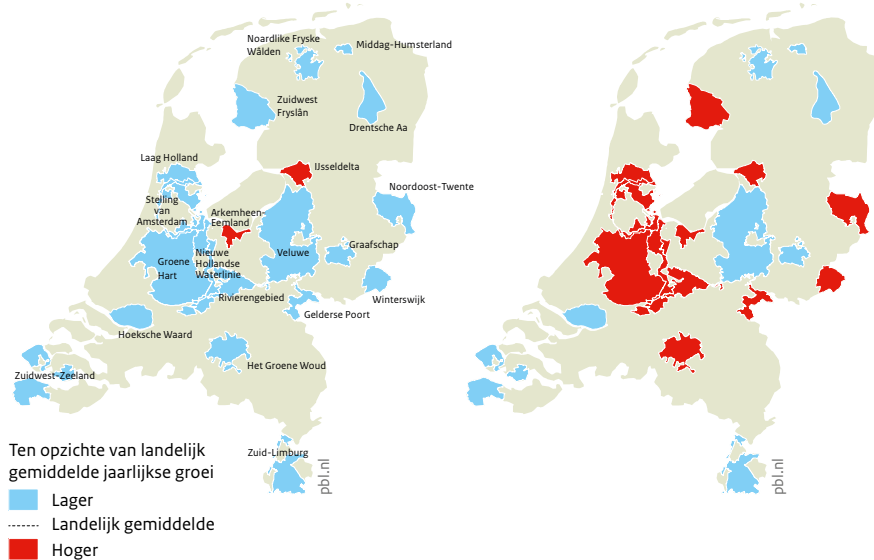 Noardlike Fryske
Wâlden
Middag-Humsterland
Zuidwest
Fryslân
Drentsche Aa
Laag Holland
IJsseldelta
Noordoost-Twente
Stelling
van
Amsterdam
Arkemheen-
Eemland
Graafschap
Groene
Hart
Nieuwe
Hollandse
Waterlinie
Veluwe
Rivierengebied
Winterswijk
Gelderse Poort
Hoeksche Waard
Het Groene Woud
Zuidwest-Zeeland
Zuid-Limburg
pbl.nl
pbl.nl
Ten opzichte van landelijk
gemiddelde jaarlijkse groei
Lager
Landelijk gemiddelde
Hoger